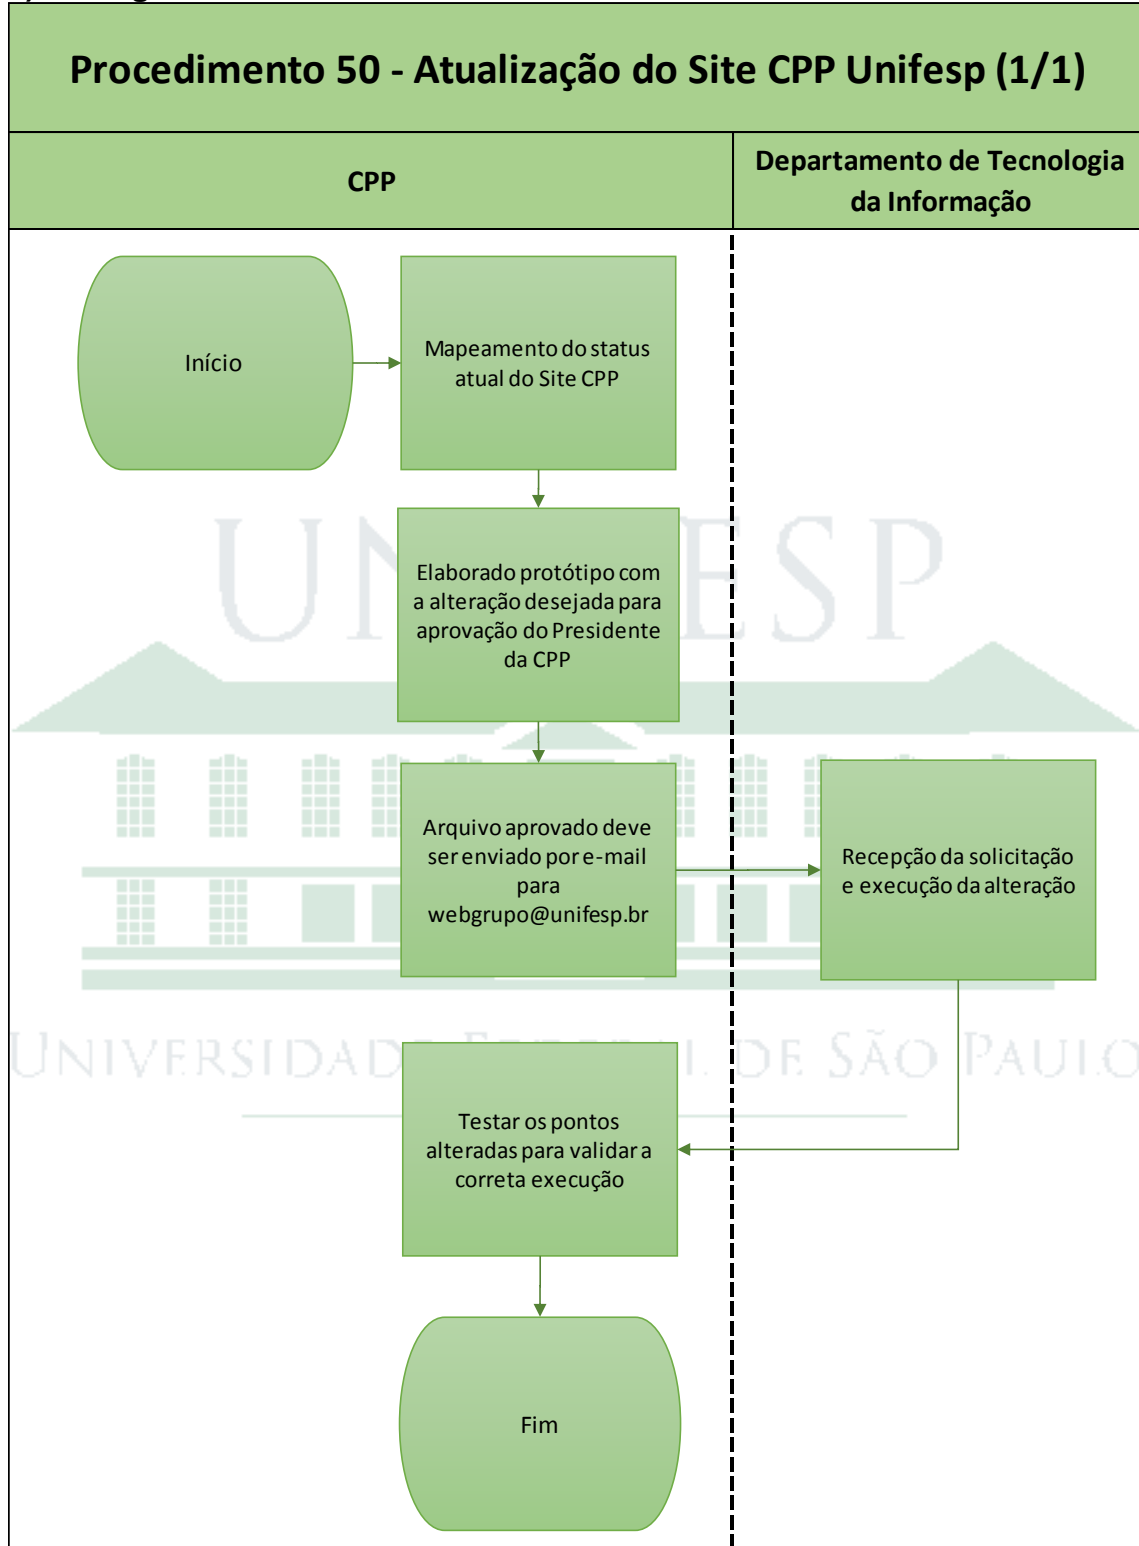 Procedimento 50 - Atualização do Site CPP Unifesp (1/1)
CPP
Departamento de Tecnologia
da Informação
Início
Mapeamento do status
atual do Site CPP
Elaborado protótipo com
a alteração desejada para
aprovação do Presidente
da CPP
Arquivo aprovado deve
ser enviado por e-mail
para
webgrupo@unifesp.br
Recepção da solicitação
e execução da alteração
Testar os pontos
alteradas para validar a
correta execução
Fim